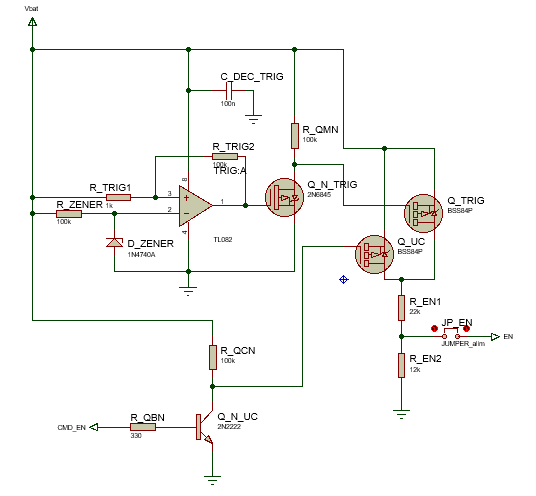 Vbat
C_DEC_TRIG
100n
R_QMN
100k
R_TRIG2
100k
TRIG:A
R_TRIG1
1k
3
2
8
4
1
Q_N_TRIG
2N6845
R_ZENER
100k
Q_TRIG
BSS84P
D_ZENER
1N4740A
TL082
Q_UC
BSS84P
R_EN1
22k
JP_EN
JUMPER_alim
EN
R_QCN
100k
R_EN2
12k
R_QBN
330
CMD_EN
Q_N_UC
2N2222